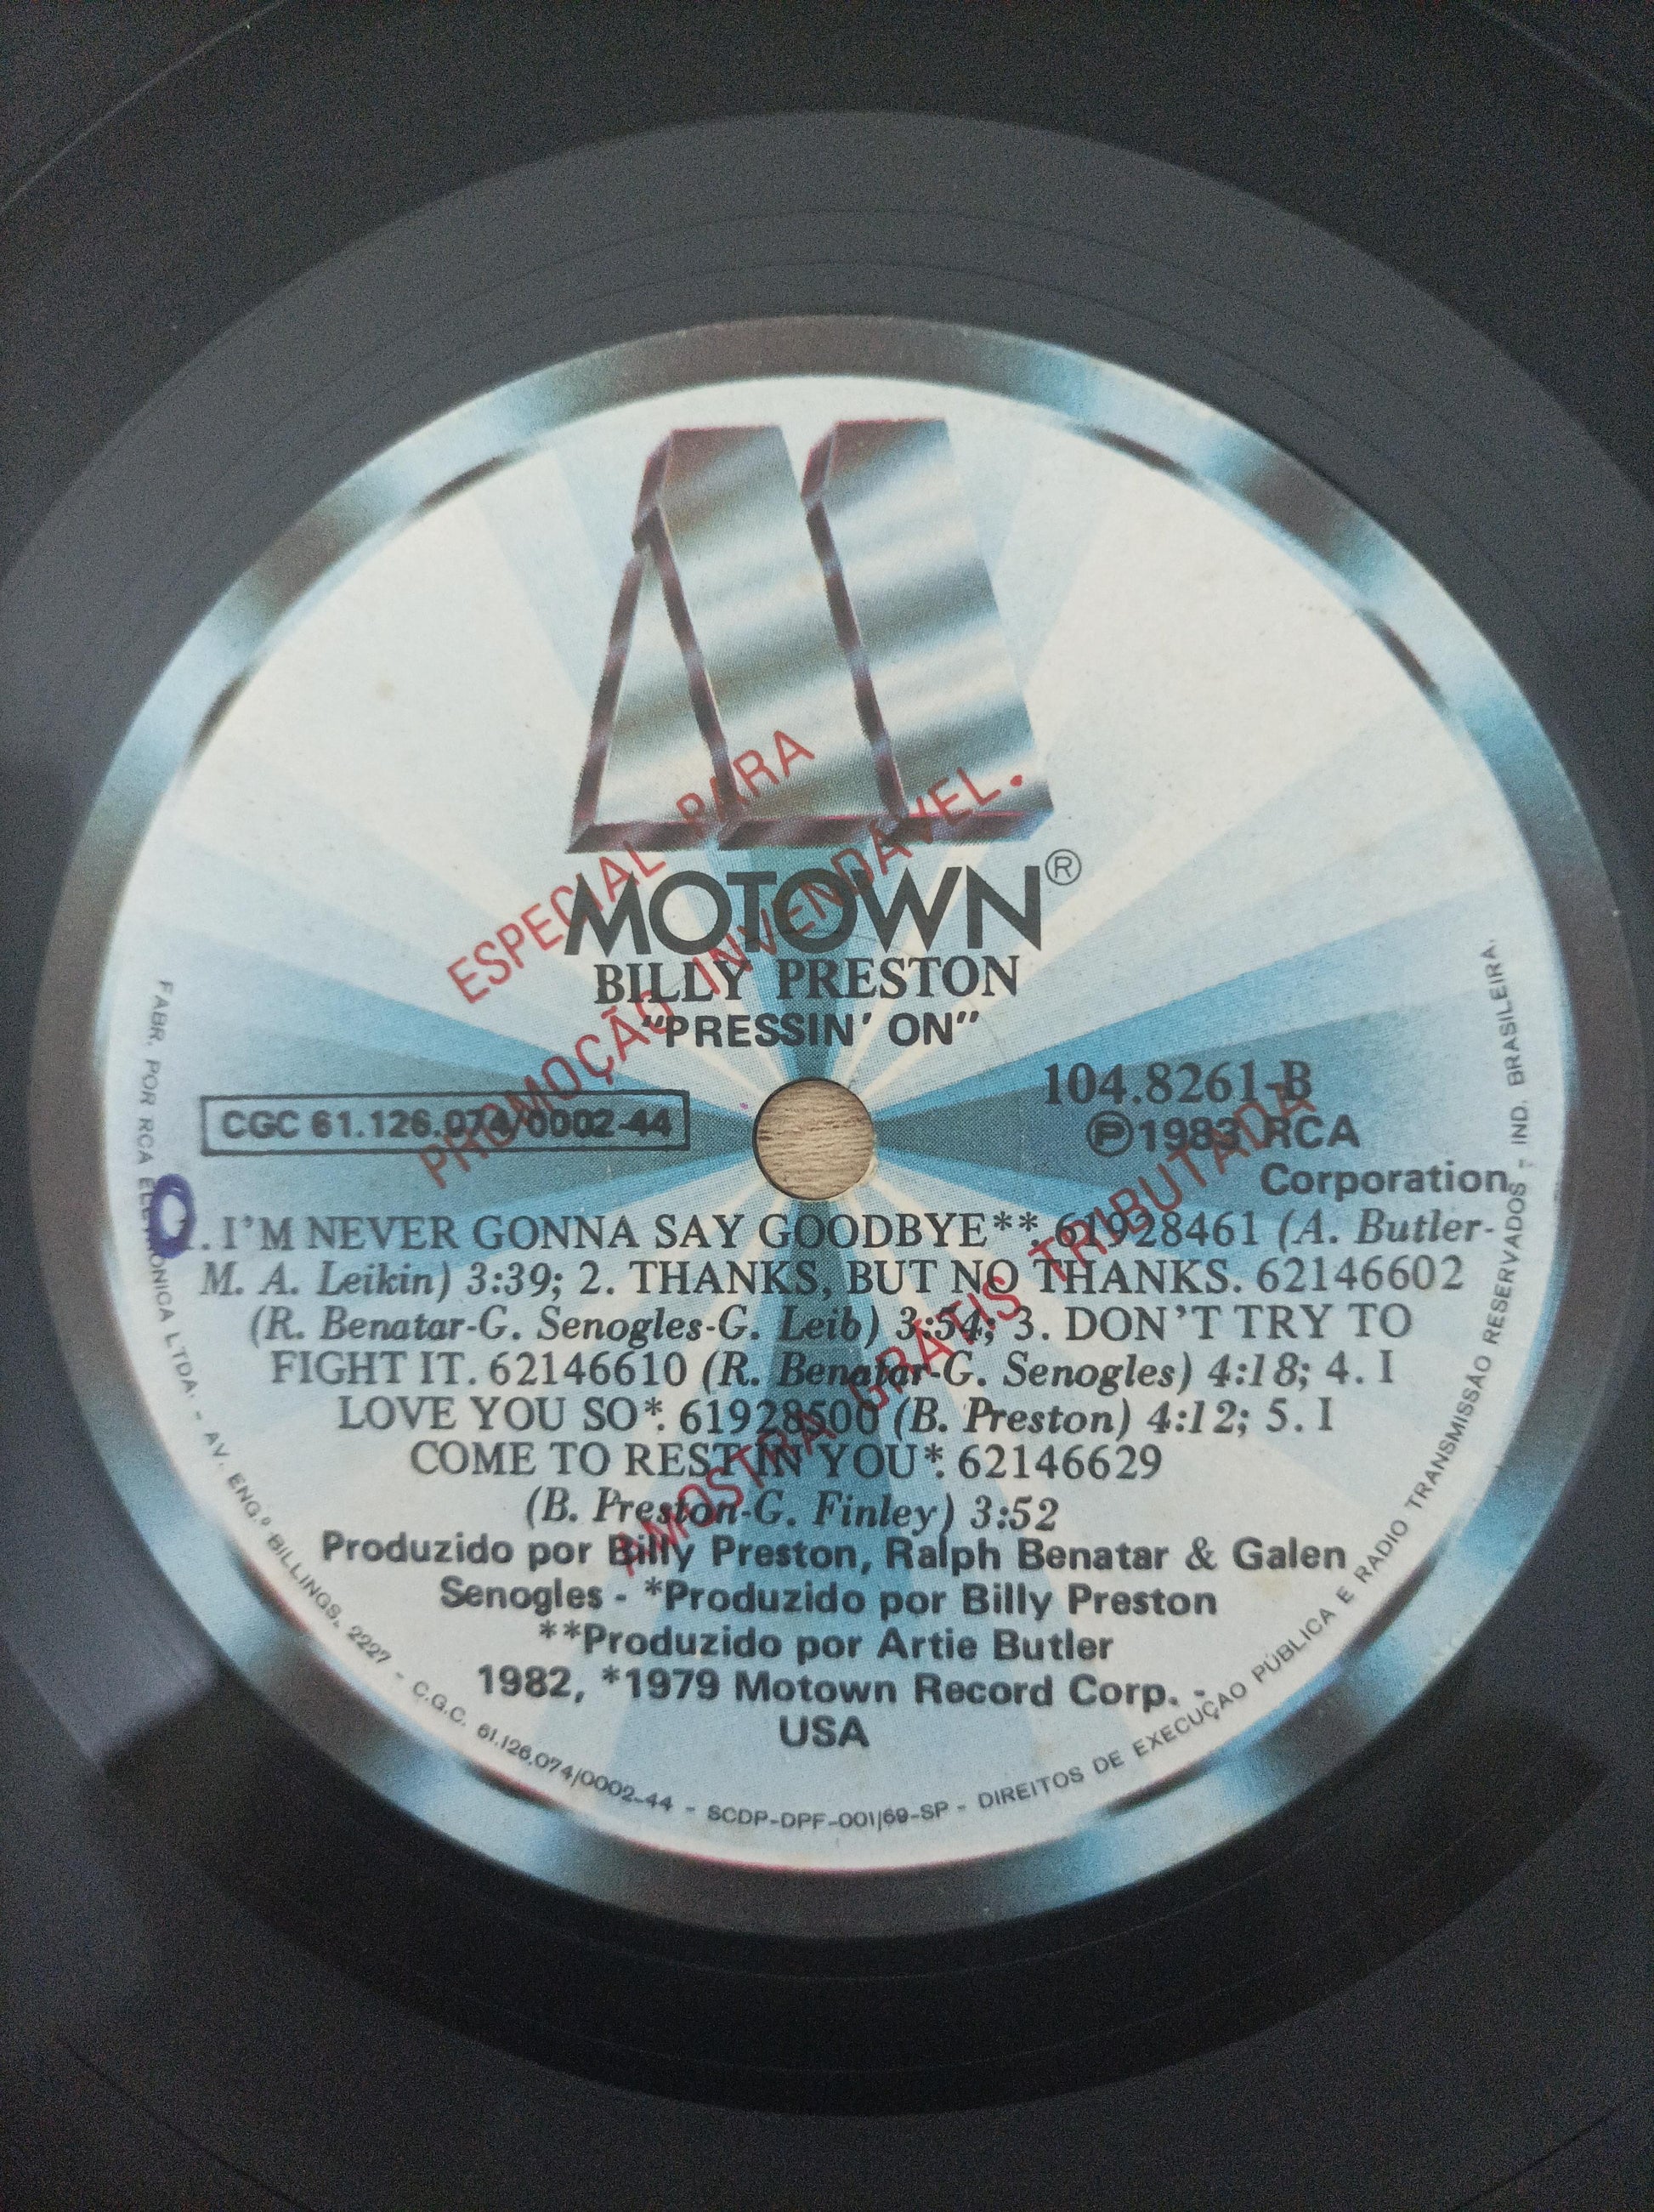 MOTOWN®
BILLY PRESTON
"PRESSIN' ON"
104.8261-B
CGC 61.126.074/0002-44
Ⓟ1983 RCA
Corporation
.I'M NEVER GONNA SAY GOODBYE**. 61928461 (A. Butler-
M. A. Leikin) 3:39; 2. THANKS, BUT NO THANKS. 62146602
(R. Benatar-G. Senogles-G. Leib) 3:54; 3. DON'T TRY TO
FIGHT IT. 62146610 (R. Benatar-G. Senogles) 4:18; 4. I
LOVE YOU SO*. 61928500 (B. Preston) 4:12; 5. I
COME TO REST IN YOU*. 62146629
(B. Preston-G. Finley) 3:52
Produzido por Billy Preston, Ralph Benatar & Galen
Senogles - *Produzido por Billy Preston
**Produzido por Artie Butler
1982, *1979 Motown Record Corp. -
USA
ESPECIAL PARA
PROMOÇÃO INVENDÁVEL.
AMOSTRA GRÁTIS TRIBUTADA
FABR. POR RCA ELETRÔNICA LTDA. - AV. ENG.º BILLINGS, 2227 - C.G.C. 61.126.074/0002-44 - SCDP-DPF-001/69-SP - DIREITOS DE EXECUÇÃO PÚBLICA E RADIO TRANSMISSÃO RESERVADOS - IND. BRASILEIRA.